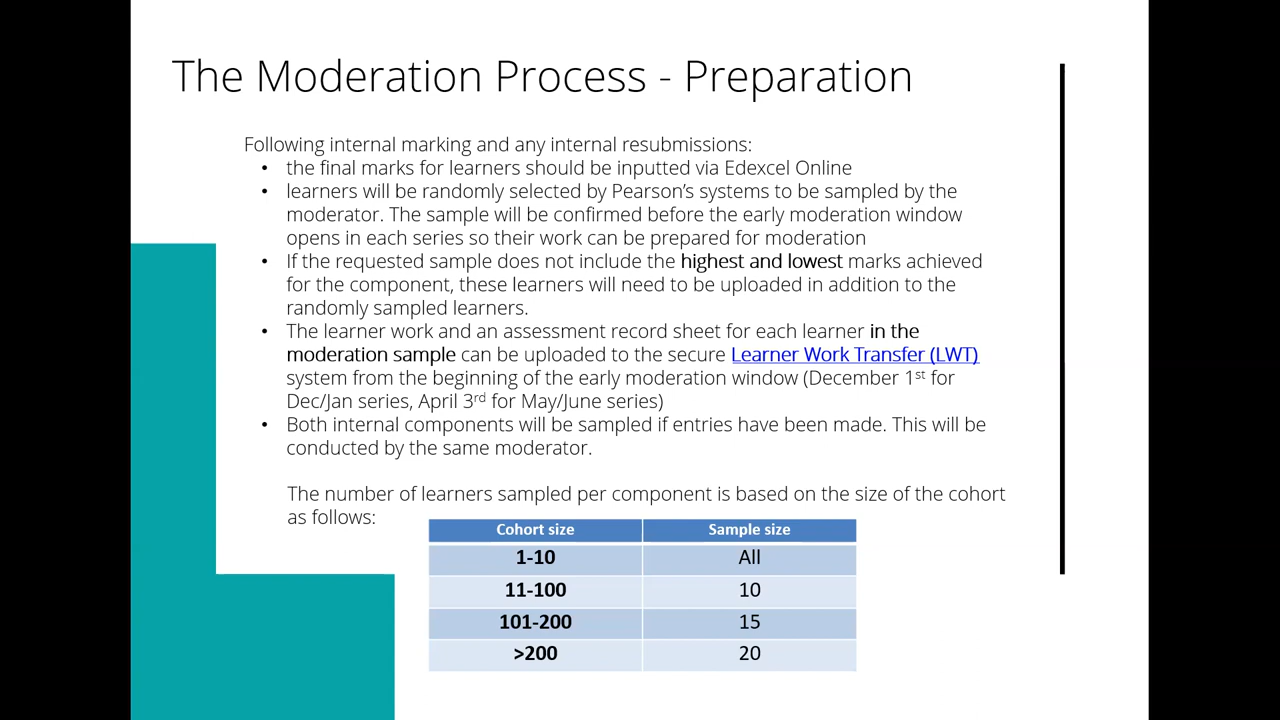 The Moderation Process - Preparation
Following internal marking and any internal resubmissions:
• the final marks for learners should be inputted via Edexcel Online
• learners will be randomly selected by Pearson’s systems to be sampled by the
moderator. The sample will be confirmed before the early moderation window
opens in each series so their work can be prepared for moderation
• If the requested sample does not include the highest and lowest marks achieved
for the component, these learners will need to be uploaded in addition to the
randomly sampled learners.
• The learner work and an assessment record sheet for each learner in the
moderation sample can be uploaded to the secure Learner Work Transfer (LWT)
system from the beginning of the early moderation window (December 1st for
Dec/Jan series, April 3rd for May/June series)
• Both internal components will be sampled if entries have been made. This will be
conducted by the same moderator.
The number of learners sampled per component is based on the size of the cohort
as follows:
Cohort size Sample size
1-10 All
11-100 10
101-200 15
>200 20